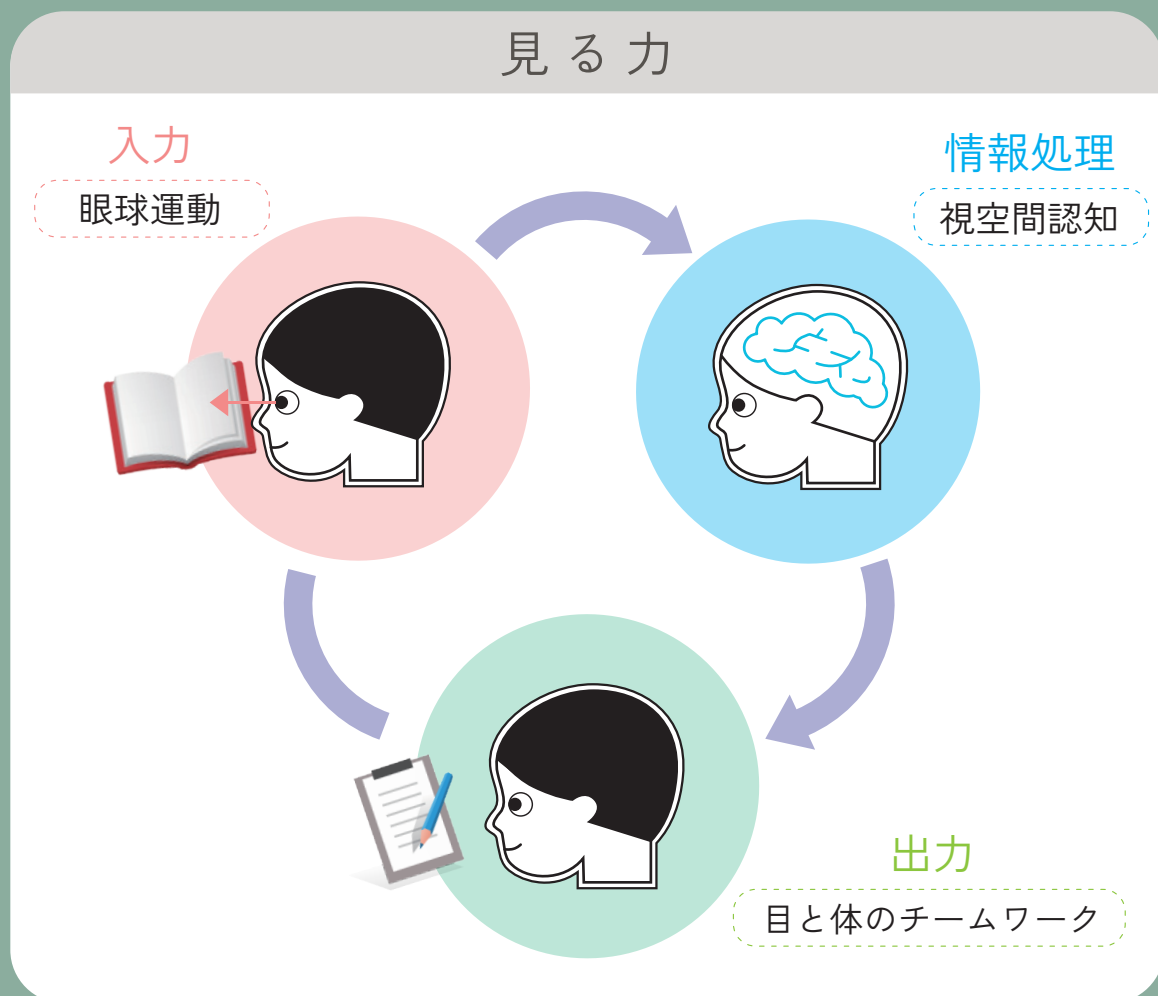 見る力
入力
眼球運動
情報処理
視空間認知
出力
目と体のチームワーク